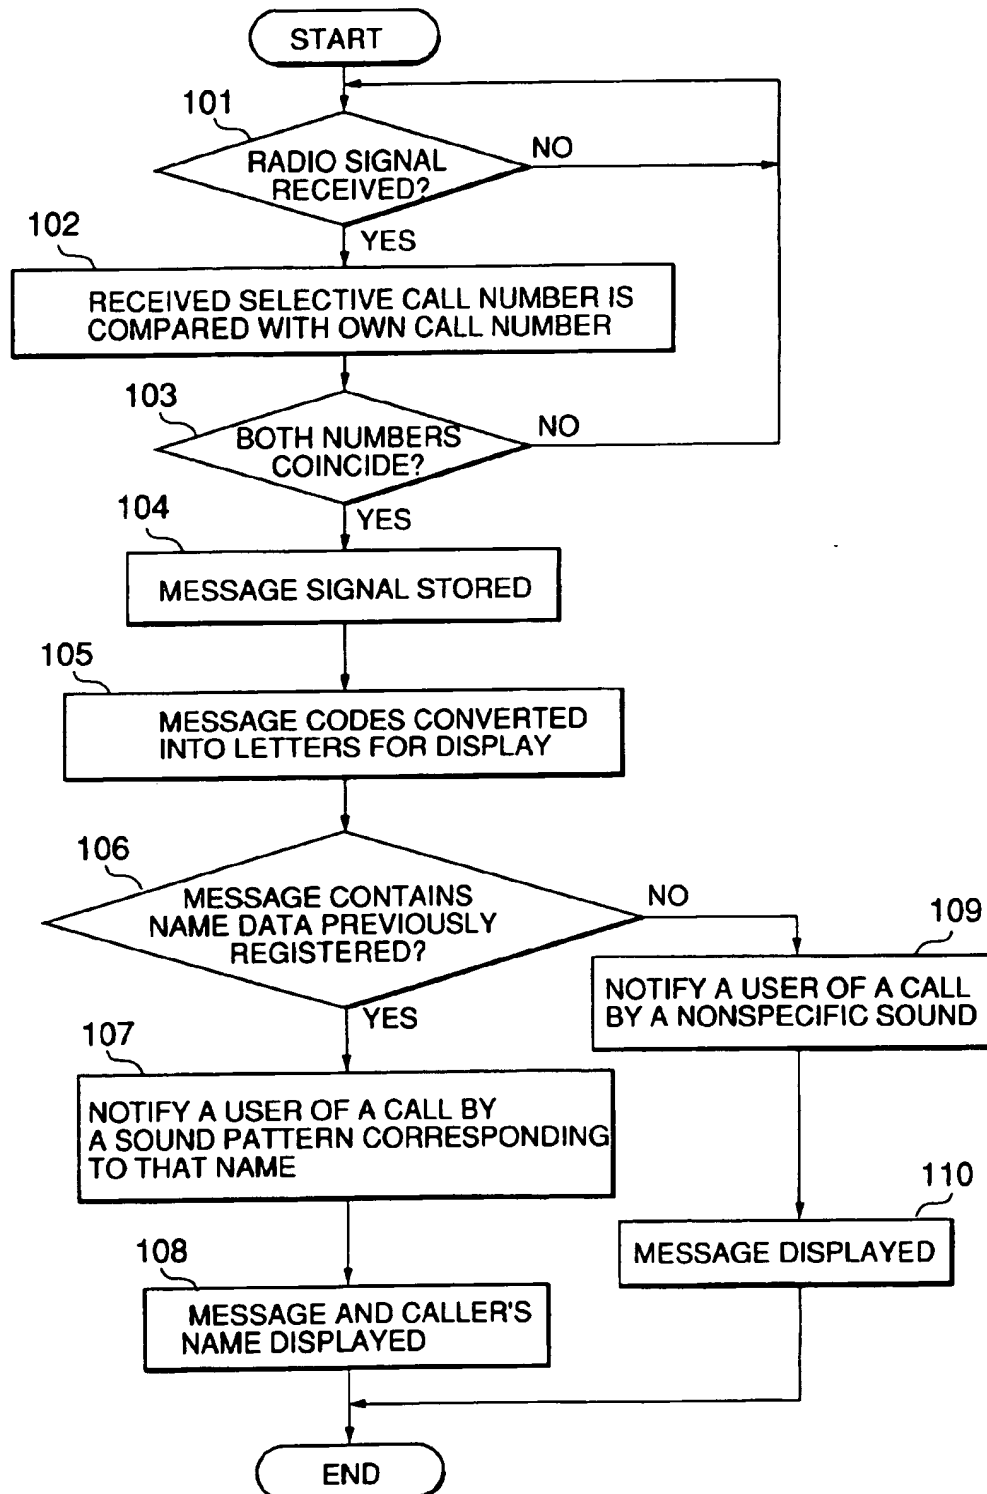 START
101
RADIO SIGNAL
RECEIVED?
NO
YES
102
RECEIVED SELECTIVE CALL NUMBER IS
COMPARED WITH OWN CALL NUMBER
103
BOTH NUMBERS
COINCIDE?
NO
YES
104
MESSAGE SIGNAL STORED
105
MESSAGE CODES CONVERTED
INTO LETTERS FOR DISPLAY
106
MESSAGE CONTAINS
NAME DATA PREVIOUSLY
REGISTERED?
NO
YES
109
NOTIFY A USER OF A CALL
BY A NONSPECIFIC SOUND
107
NOTIFY A USER OF A CALL BY
A SOUND PATTERN CORRESPONDING
TO THAT NAME
110
MESSAGE DISPLAYED
108
MESSAGE AND CALLER'S
NAME DISPLAYED
END